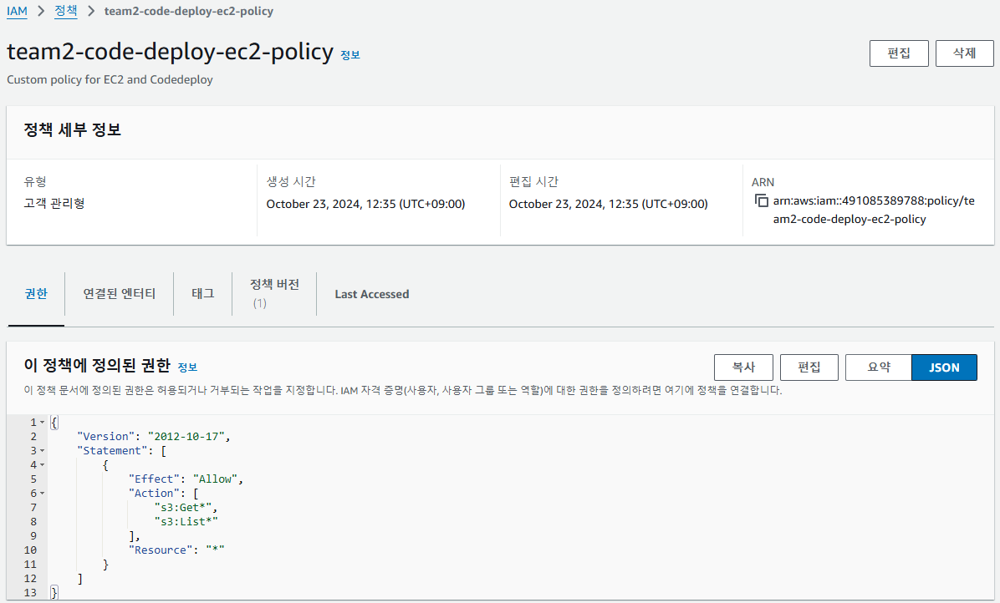 IAM > 정책 > team2-code-deploy-ec2-policy
team2-code-deploy-ec2-policy 정보
편집 삭제
Custom policy for EC2 and Codedeploy
정책 세부 정보
유형
고객 관리형
생성 시간
October 23, 2024, 12:35 (UTC+09:00)
편집 시간
October 23, 2024, 12:35 (UTC+09:00)
ARN
arn:aws:iam::491085389788:policy/te
am2-code-deploy-ec2-policy
권한 연결된 엔터티 태그 정책 버전 Last Accessed
(1)
이 정책에 정의된 권한 정보
복사 편집 요약 JSON
이 정책 문서에 정의된 권한은 허용되거나 거부되는 작업을 지정합니다. IAM 자격 증명(사용자, 사용자 그룹 또는 역할)에 대한 권한을 정의하려면 여기에 정책을 연결합니다.
1 {
2 "Version": "2012-10-17",
3 "Statement": [
4 {
5 "Effect": "Allow",
6 "Action": [
7 "s3:Get*",
8 "s3:List*"
9 ],
10 "Resource": "*"
11 }
12 ]
13 }